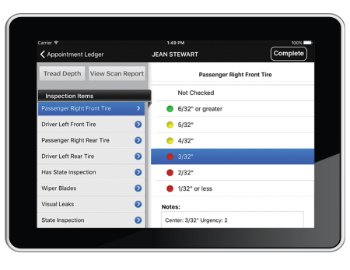 Carrier 1:49 PM 100%
Appointment Ledger JEAN STEWART Complete
Tread Depth View Scan Report Passenger Right Front Tire
Inspection Items Not Checked
Passenger Right Front Tire 6/32" or greater
Driver Left Front Tire 5/32"
Passenger Right Rear Tire 4/32"
Driver Left Rear Tire 3/32"
Has State Inspection 2/32"
Wiper Blades 1/32" or less
Visual Leaks Notes:
State Inspection Center: 3/32" Urgency: 2